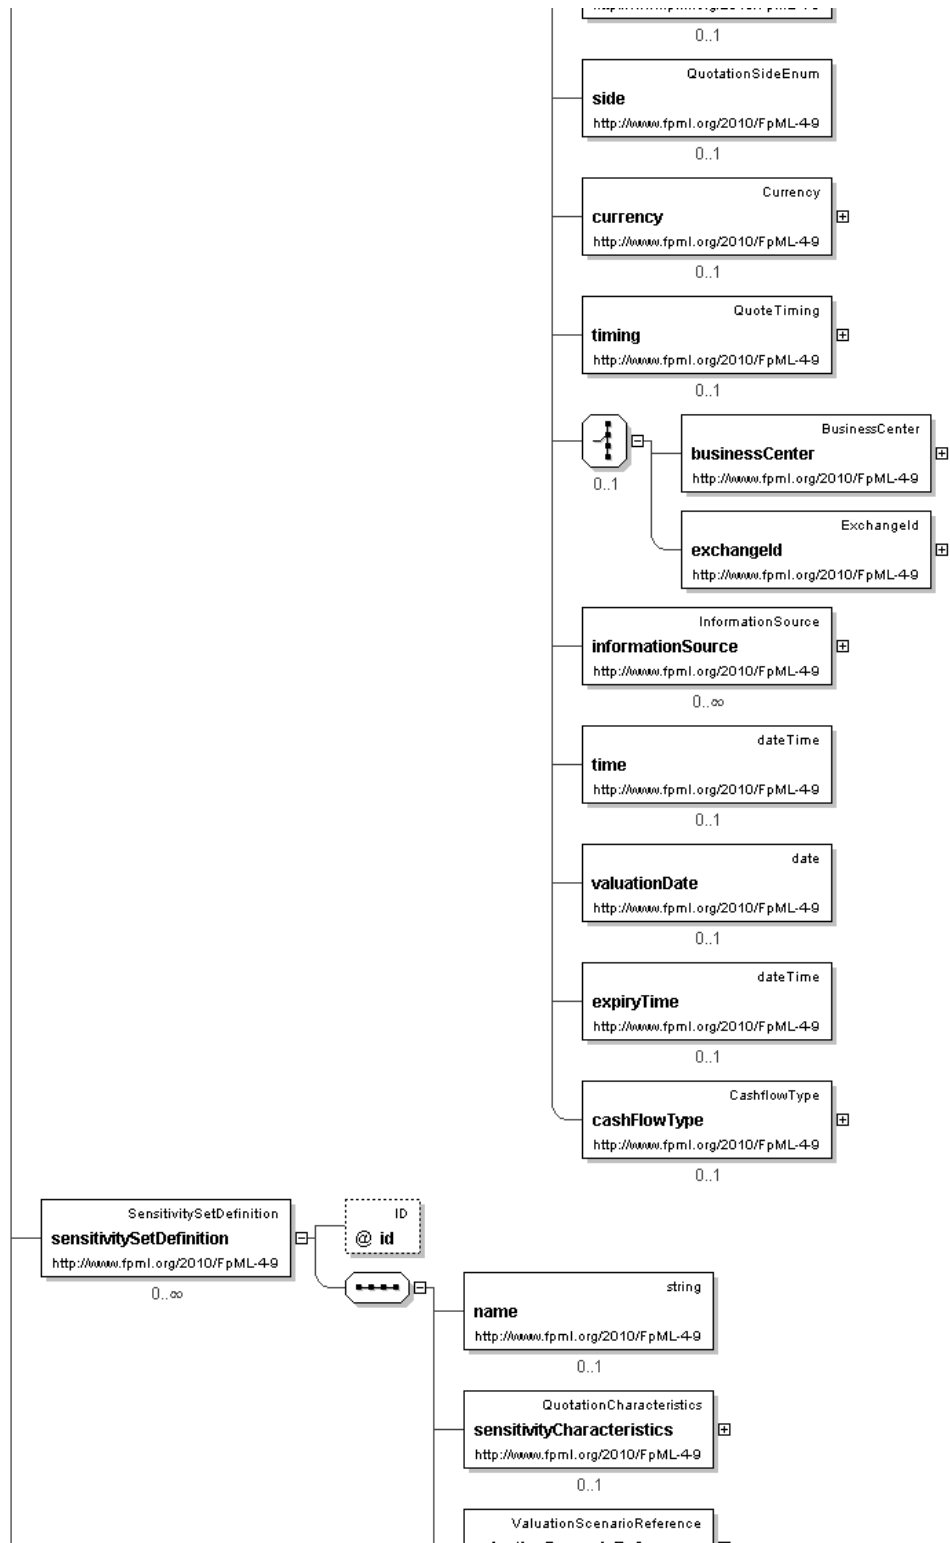 0..1
QuotationSideEnum
side
http://www.fpml.org/2010/FpML-4-9
0..1
Currency
currency
http://www.fpml.org/2010/FpML-4-9
0..1
QuoteTiming
timing
http://www.fpml.org/2010/FpML-4-9
0..1
BusinessCenter
businessCenter
http://www.fpml.org/2010/FpML-4-9
0..1
ExchangeId
exchangeId
http://www.fpml.org/2010/FpML-4-9
InformationSource
informationSource
http://www.fpml.org/2010/FpML-4-9
0..∞
dateTime
time
http://www.fpml.org/2010/FpML-4-9
0..1
date
valuationDate
http://www.fpml.org/2010/FpML-4-9
0..1
dateTime
expiryTime
http://www.fpml.org/2010/FpML-4-9
0..1
CashflowType
cashFlowType
http://www.fpml.org/2010/FpML-4-9
0..1
SensitivitySetDefinition
sensitivitySetDefinition
http://www.fpml.org/2010/FpML-4-9
0..∞
ID
@ id
string
name
http://www.fpml.org/2010/FpML-4-9
0..1
QuotationCharacteristics
sensitivityCharacteristics
http://www.fpml.org/2010/FpML-4-9
0..1
ValuationScenarioReference